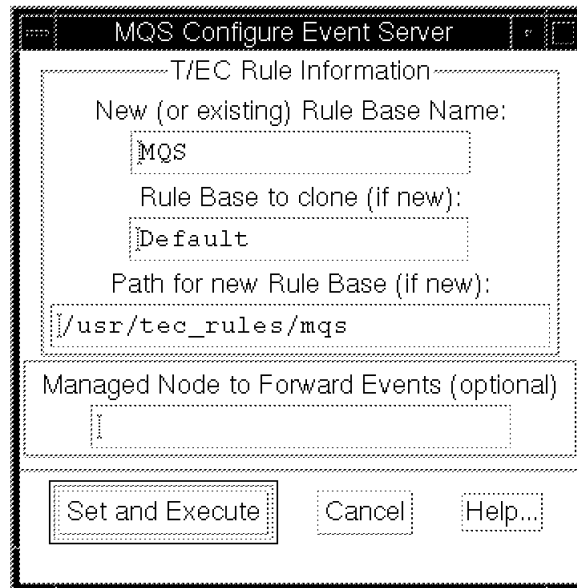 MQS Configure Event Server
T/EC Rule Information
New (or existing) Rule Base Name:
MQS
Rule Base to clone (if new):
Default
Path for new Rule Base (if new):
/usr/tec_rules/mqs
Managed Node to Forward Events (optional)
Set and Execute Cancel Help...